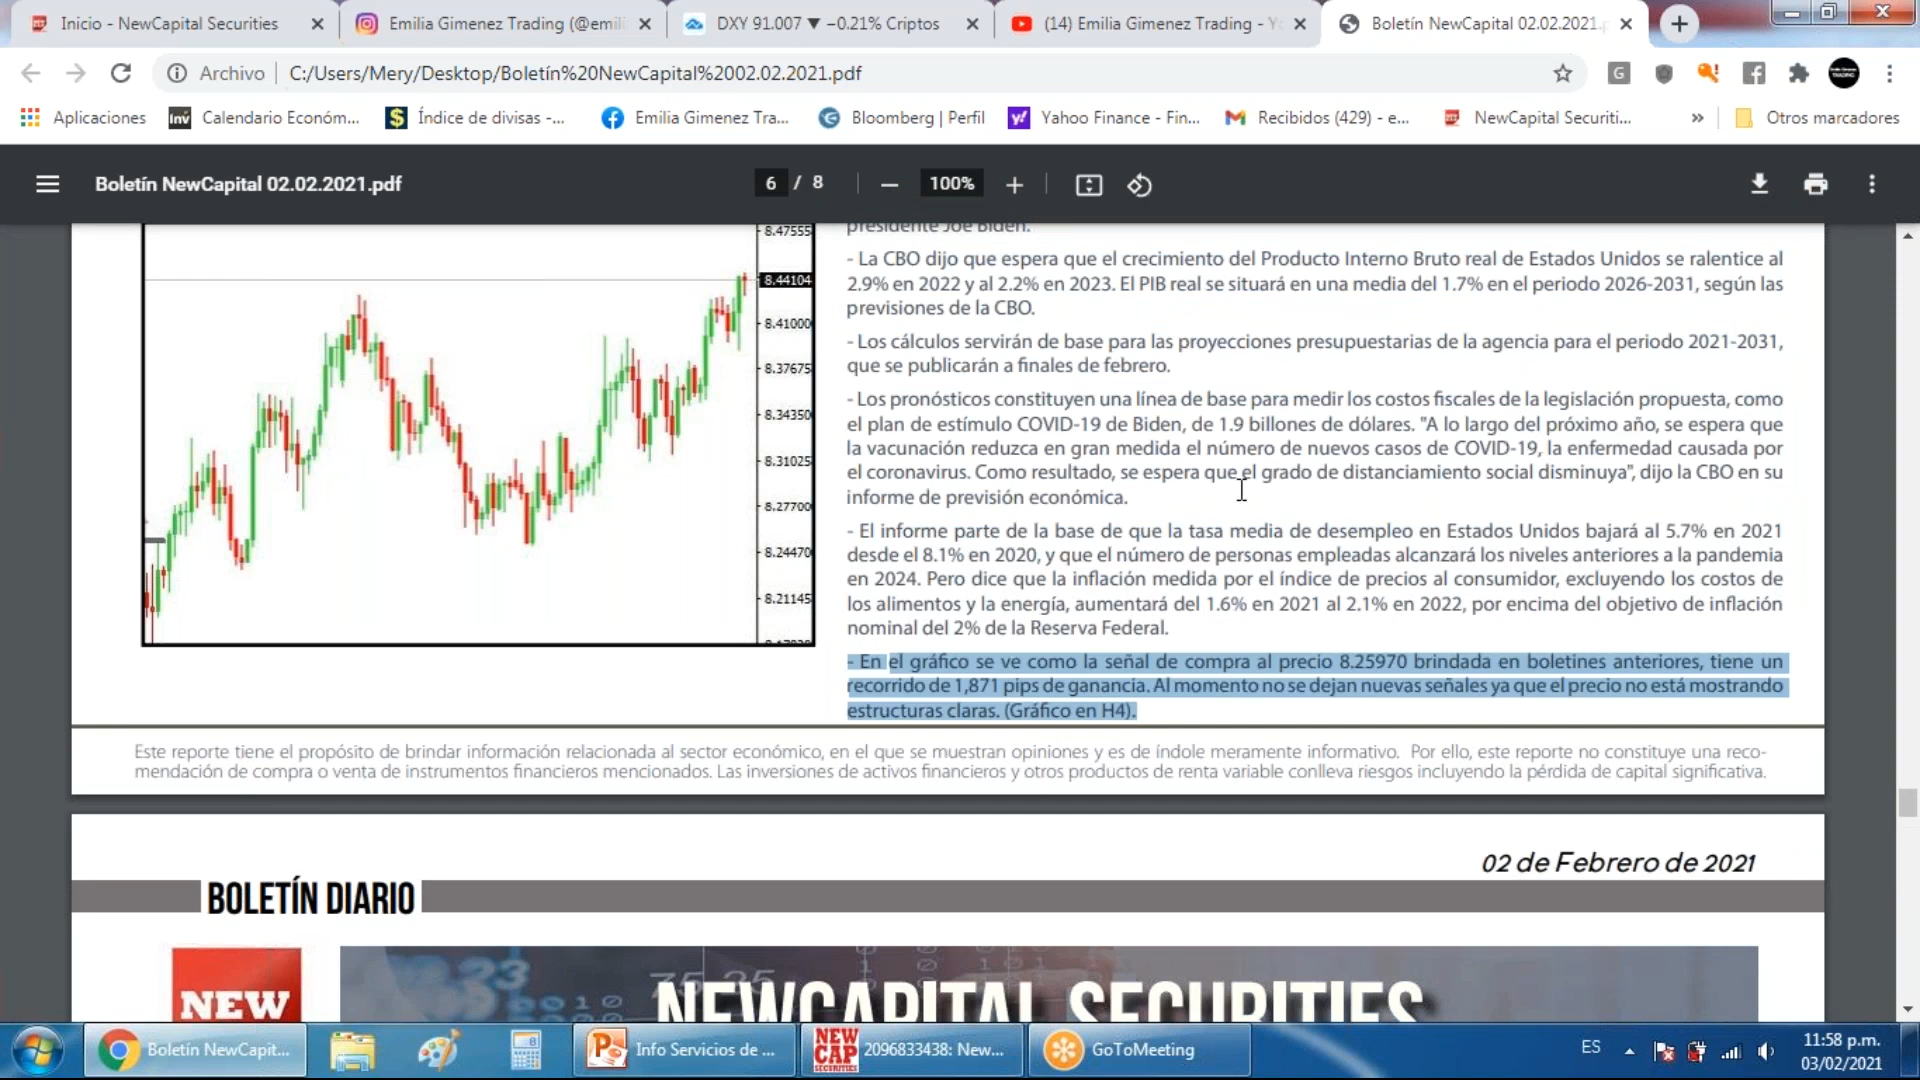 Inicio - NewCapital Securities
Emilia Gimenez Trading (@emili
DXY 91.007 ▼ −0.21% Criptos
(14) Emilia Gimenez Trading - Yo
Boletín NewCapital 02.02.2021.p
Archivo
C:/Users/Mery/Desktop/Boletín%20NewCapital%2002.02.2021.pdf
Aplicaciones
Calendario Económ...
Índice de divisas -...
Emilia Gimenez Tra...
Bloomberg | Perfil
Yahoo Finance - Fin...
Recibidos (429) - e...
NewCapital Securiti...
»
Otros marcadores
Boletín NewCapital 02.02.2021.pdf
6 / 8
100%
8.47555
8.44104
8.41000
8.37675
8.34350
8.31025
8.27700
8.24470
8.21145
presidente Joe Biden.
- La CBO dijo que espera que el crecimiento del Producto Interno Bruto real de Estados Unidos se ralentice al
2.9% en 2022 y al 2.2% en 2023. El PIB real se situará en una media del 1.7% en el periodo 2026-2031, según las
previsiones de la CBO.
- Los cálculos servirán de base para las proyecciones presupuestarias de la agencia para el periodo 2021-2031,
que se publicarán a finales de febrero.
- Los pronósticos constituyen una línea de base para medir los costos fiscales de la legislación propuesta, como
el plan de estímulo COVID-19 de Biden, de 1.9 billones de dólares. "A lo largo del próximo año, se espera que
la vacunación reduzca en gran medida el número de nuevos casos de COVID-19, la enfermedad causada por
el coronavirus. Como resultado, se espera que el grado de distanciamiento social disminuya", dijo la CBO en su
informe de previsión económica.
- El informe parte de la base de que la tasa media de desempleo en Estados Unidos bajará al 5.7% en 2021
desde el 8.1% en 2020, y que el número de personas empleadas alcanzará los niveles anteriores a la pandemia
en 2024. Pero dice que la inflación medida por el índice de precios al consumidor, excluyendo los costos de
los alimentos y la energía, aumentará del 1.6% en 2021 al 2.1% en 2022, por encima del objetivo de inflación
nominal del 2% de la Reserva Federal.
- En el gráfico se ve como la señal de compra al precio 8.25970 brindada en boletines anteriores, tiene un
recorrido de 1,871 pips de ganancia. Al momento no se dejan nuevas señales ya que el precio no está mostrando
estructuras claras. (Gráfico en H4).
Este reporte tiene el propósito de brindar información relacionada al sector económico, en el que se muestran opiniones y es de índole meramente informativo. Por ello, este reporte no constituye una reco-
mendación de compra o venta de instrumentos financieros mencionados. Las inversiones de activos financieros y otros productos de renta variable conlleva riesgos incluyendo la pérdida de capital significativa.
02 de Febrero de 2021
BOLETÍN DIARIO
NEW
NEWCAPITAL SECURITIES
Boletín NewCapit...
Info Servicios de ...
NEW
CAP
SECURITIES
2096833438: New...
GoToMeeting
ES
11:58 p.m.
03/02/2021